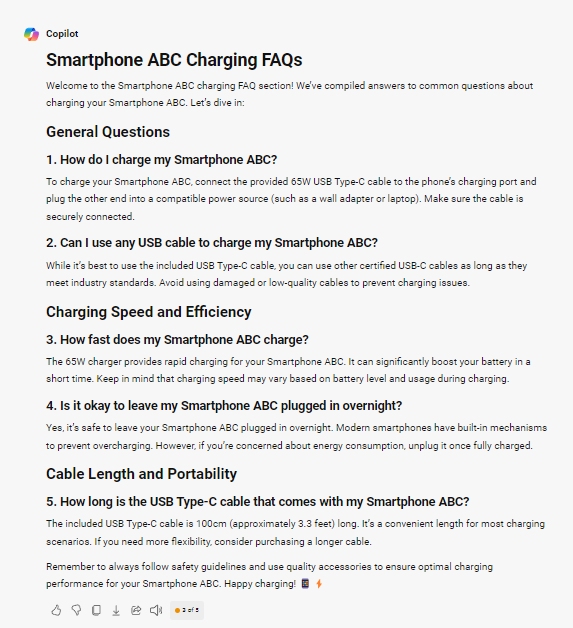 Copilot
Smartphone ABC Charging FAQs
Welcome to the Smartphone ABC charging FAQ section! We've compiled answers to common questions about
charging your Smartphone ABC. Let's dive in:
General Questions
1. How do I charge my Smartphone ABC?
To charge your Smartphone ABC, connect the provided 65W USB Type-C cable to the phone's charging port and
plug the other end into a compatible power source (such as a wall adapter or laptop). Make sure the cable is
securely connected.
2. Can I use any USB cable to charge my Smartphone ABC?
While it's best to use the included USB Type-C cable, you can use other certified USB-C cables as long as they
meet industry standards. Avoid using damaged or low-quality cables to prevent charging issues.
Charging Speed and Efficiency
3. How fast does my Smartphone ABC charge?
The 65W charger provides rapid charging for your Smartphone ABC. It can significantly boost your battery in a
short time. Keep in mind that charging speed may vary based on battery level and usage during charging.
4. Is it okay to leave my Smartphone ABC plugged in overnight?
Yes, it's safe to leave your Smartphone ABC plugged in overnight. Modern smartphones have built-in mechanisms
to prevent overcharging. However, if you're concerned about energy consumption, unplug it once fully charged.
Cable Length and Portability
5. How long is the USB Type-C cable that comes with my Smartphone ABC?
The included USB Type-C cable is 100cm (approximately 3.3 feet) long. It's a convenient length for most charging
scenarios. If you need more flexibility, consider purchasing a longer cable.
Remember to always follow safety guidelines and use quality accessories to ensure optimal charging
performance for your Smartphone ABC. Happy charging! 📱⚡
3 of 5